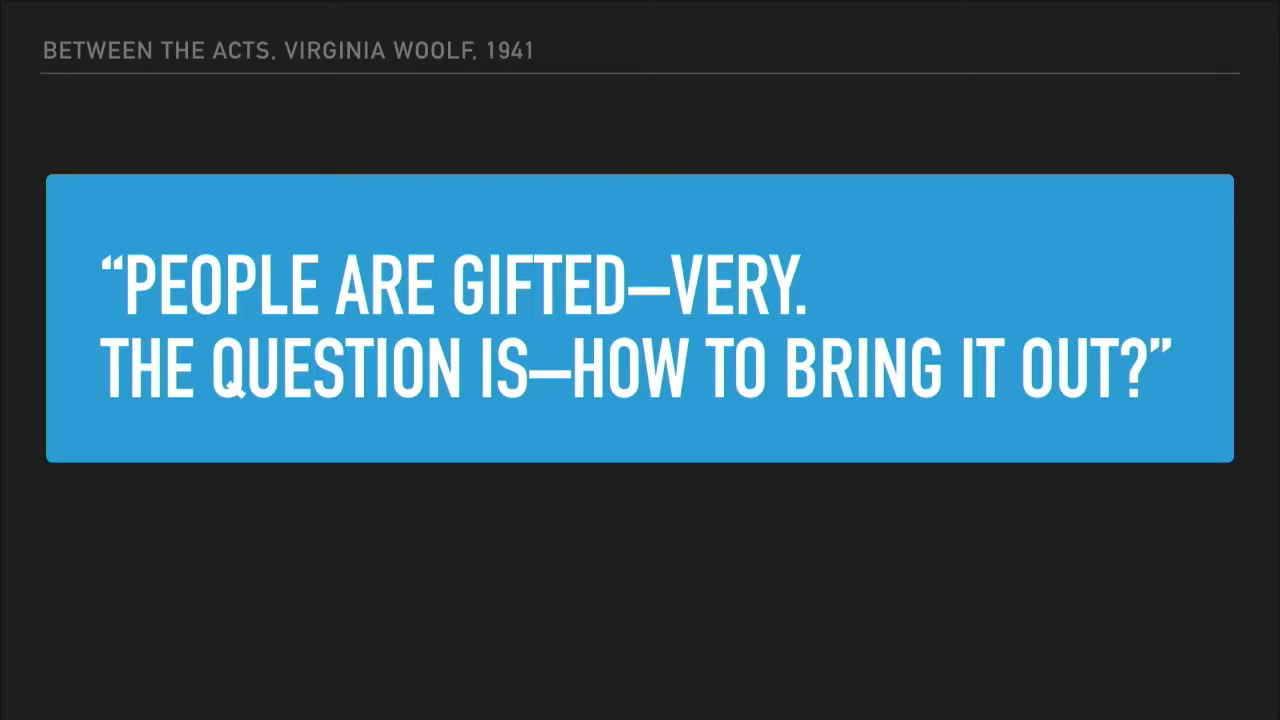 BETWEEN THE ACTS, VIRGINIA WOOLF, 1941
“PEOPLE ARE GIFTED—VERY.
THE QUESTION IS—HOW TO BRING IT OUT?”